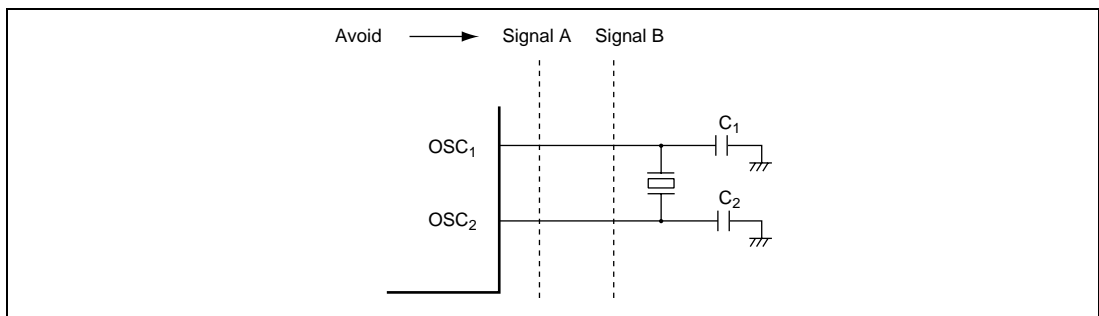 Avoid Signal A Signal B
C₁
OSC₁
C₂
OSC₂